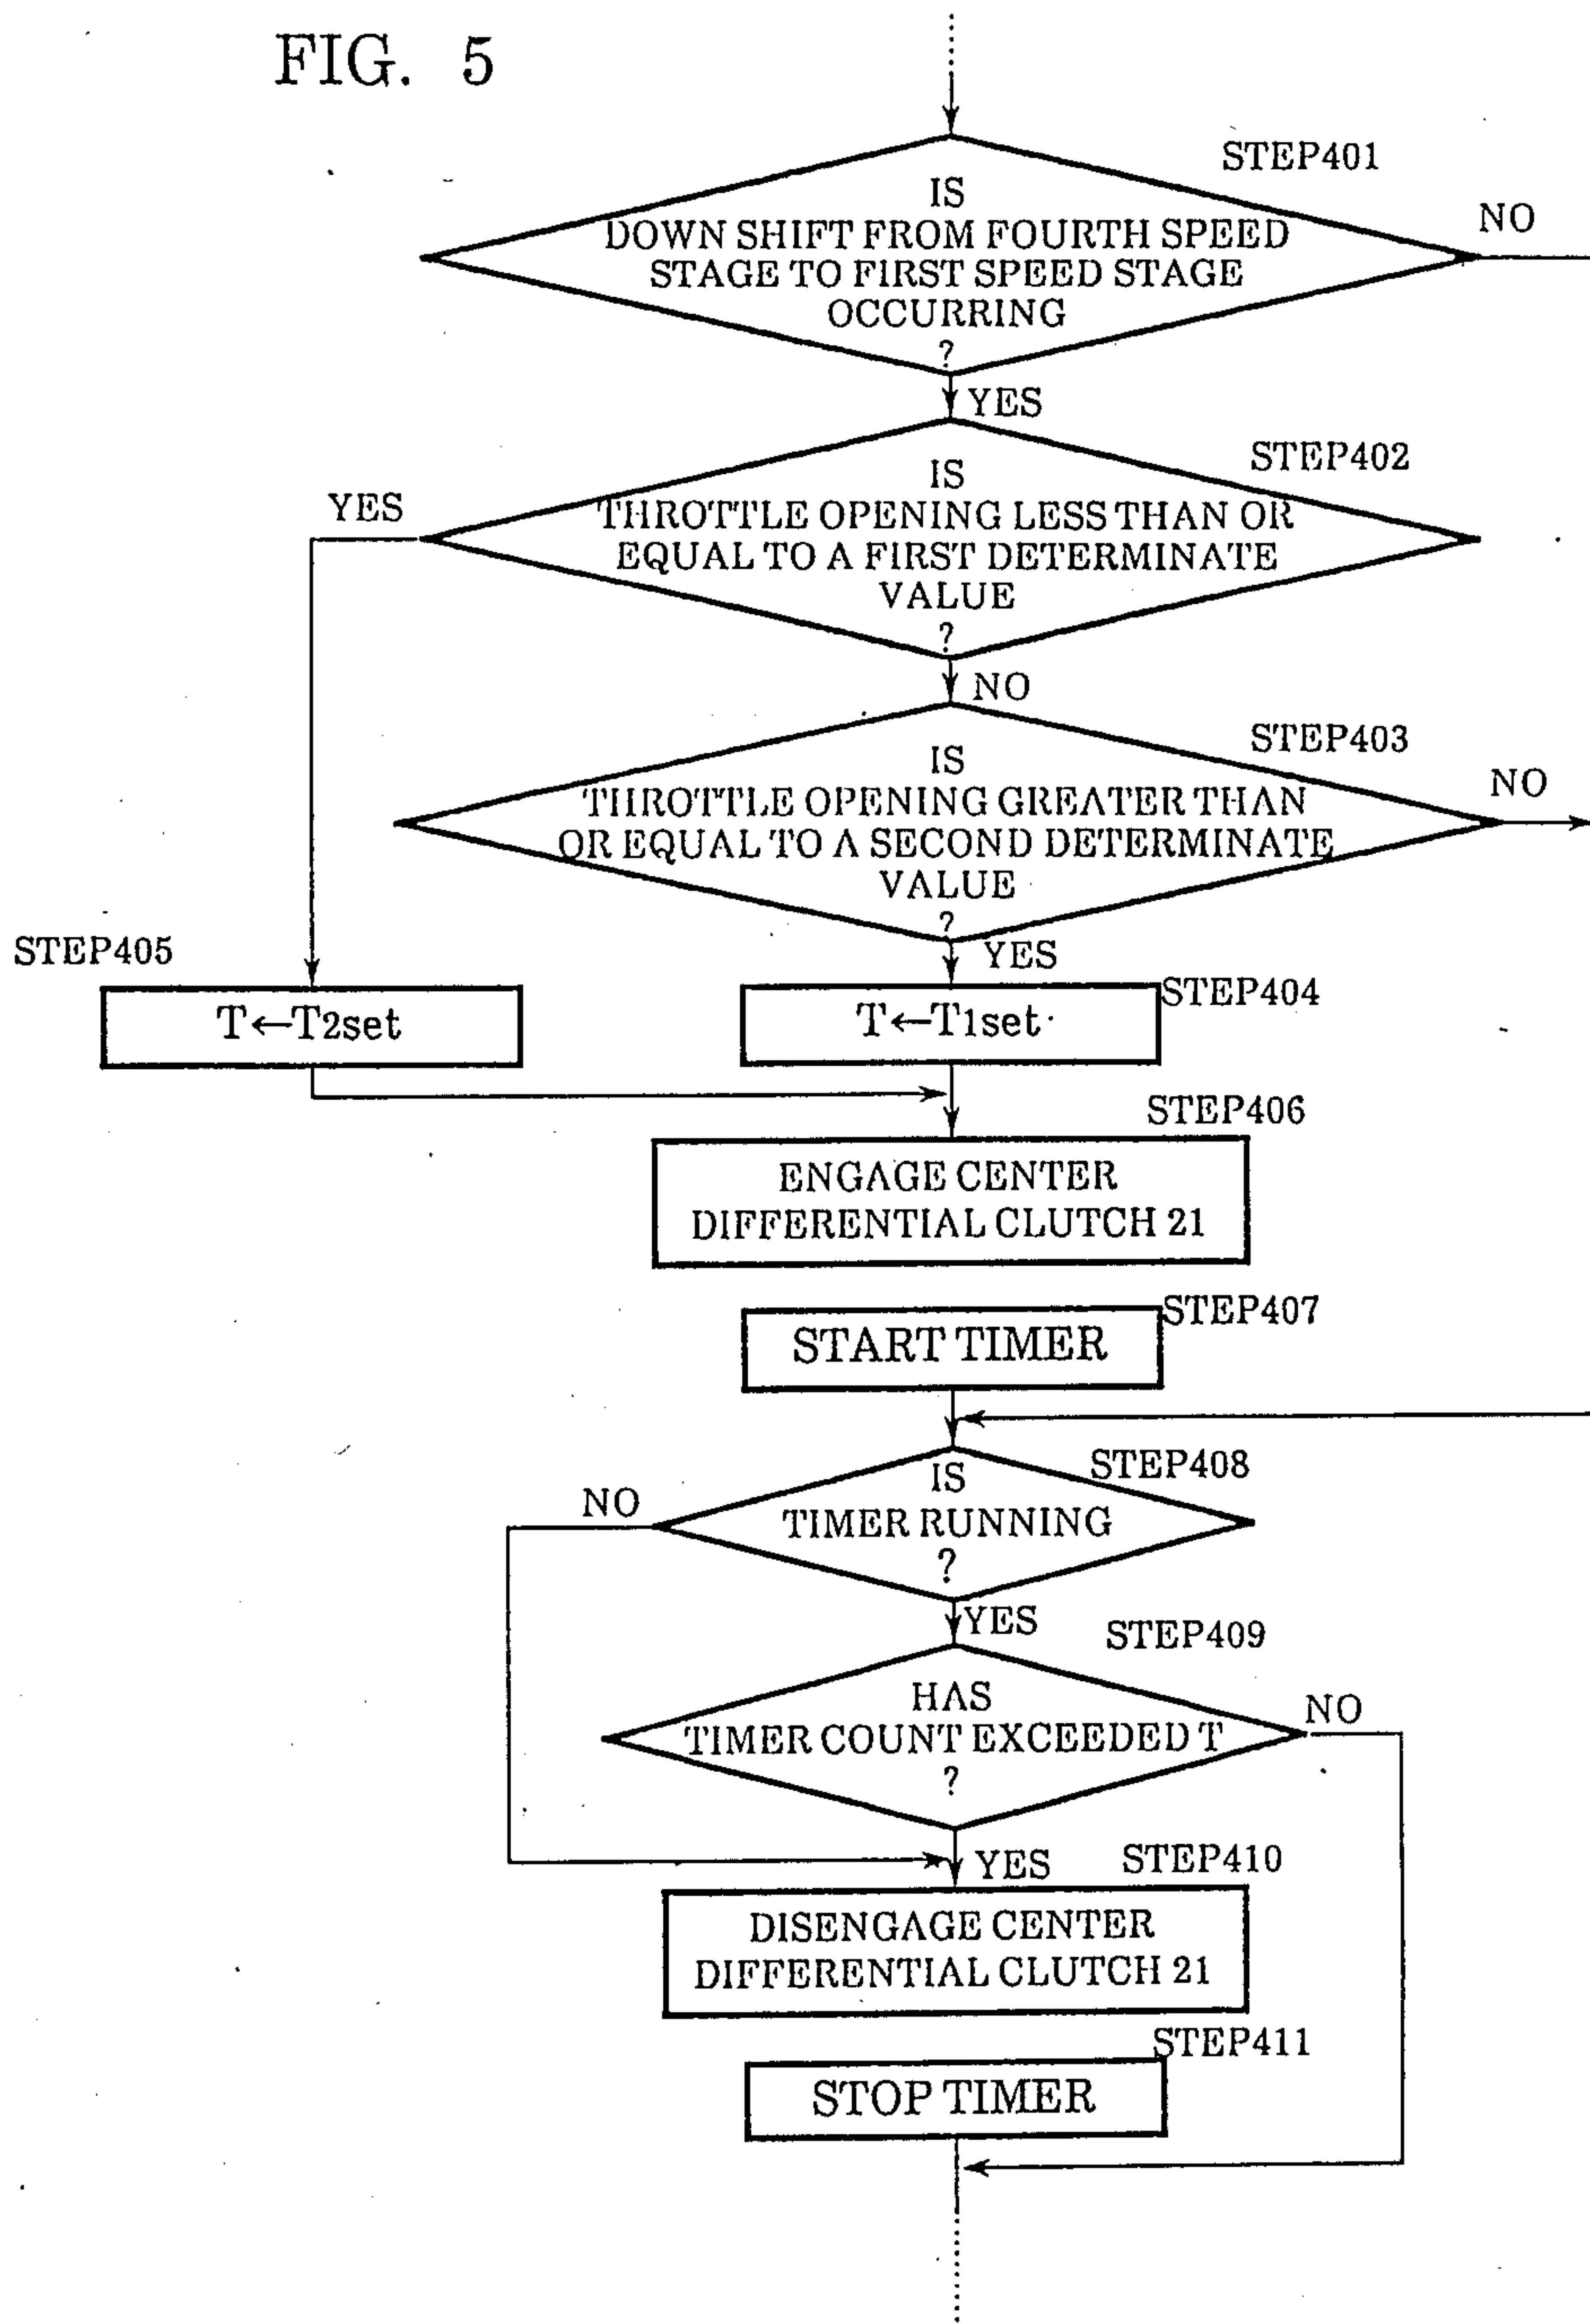 FIG. 5
STEP401
IS
DOWN SHIFT FROM FOURTH SPEED
STAGE TO FIRST SPEED STAGE
OCCURRING
?
NO
YES
STEP402
IS
THROTTLE OPENING LESS THAN OR
EQUAL TO A FIRST DETERMINATE
VALUE
?
YES
NO
STEP403
IS
THROTTLE OPENING GREATER THAN
OR EQUAL TO A SECOND DETERMINATE
VALUE
?
NO
YES
STEP405
T←T2set
STEP404
T←T1set
STEP406
ENGAGE CENTER
DIFFERENTIAL CLUTCH 21
STEP407
START TIMER
STEP408
IS
TIMER RUNNING
?
NO
YES
STEP409
HAS
TIMER COUNT EXCEEDED T
?
NO
YES
STEP410
DISENGAGE CENTER
DIFFERENTIAL CLUTCH 21
STEP411
STOP TIMER